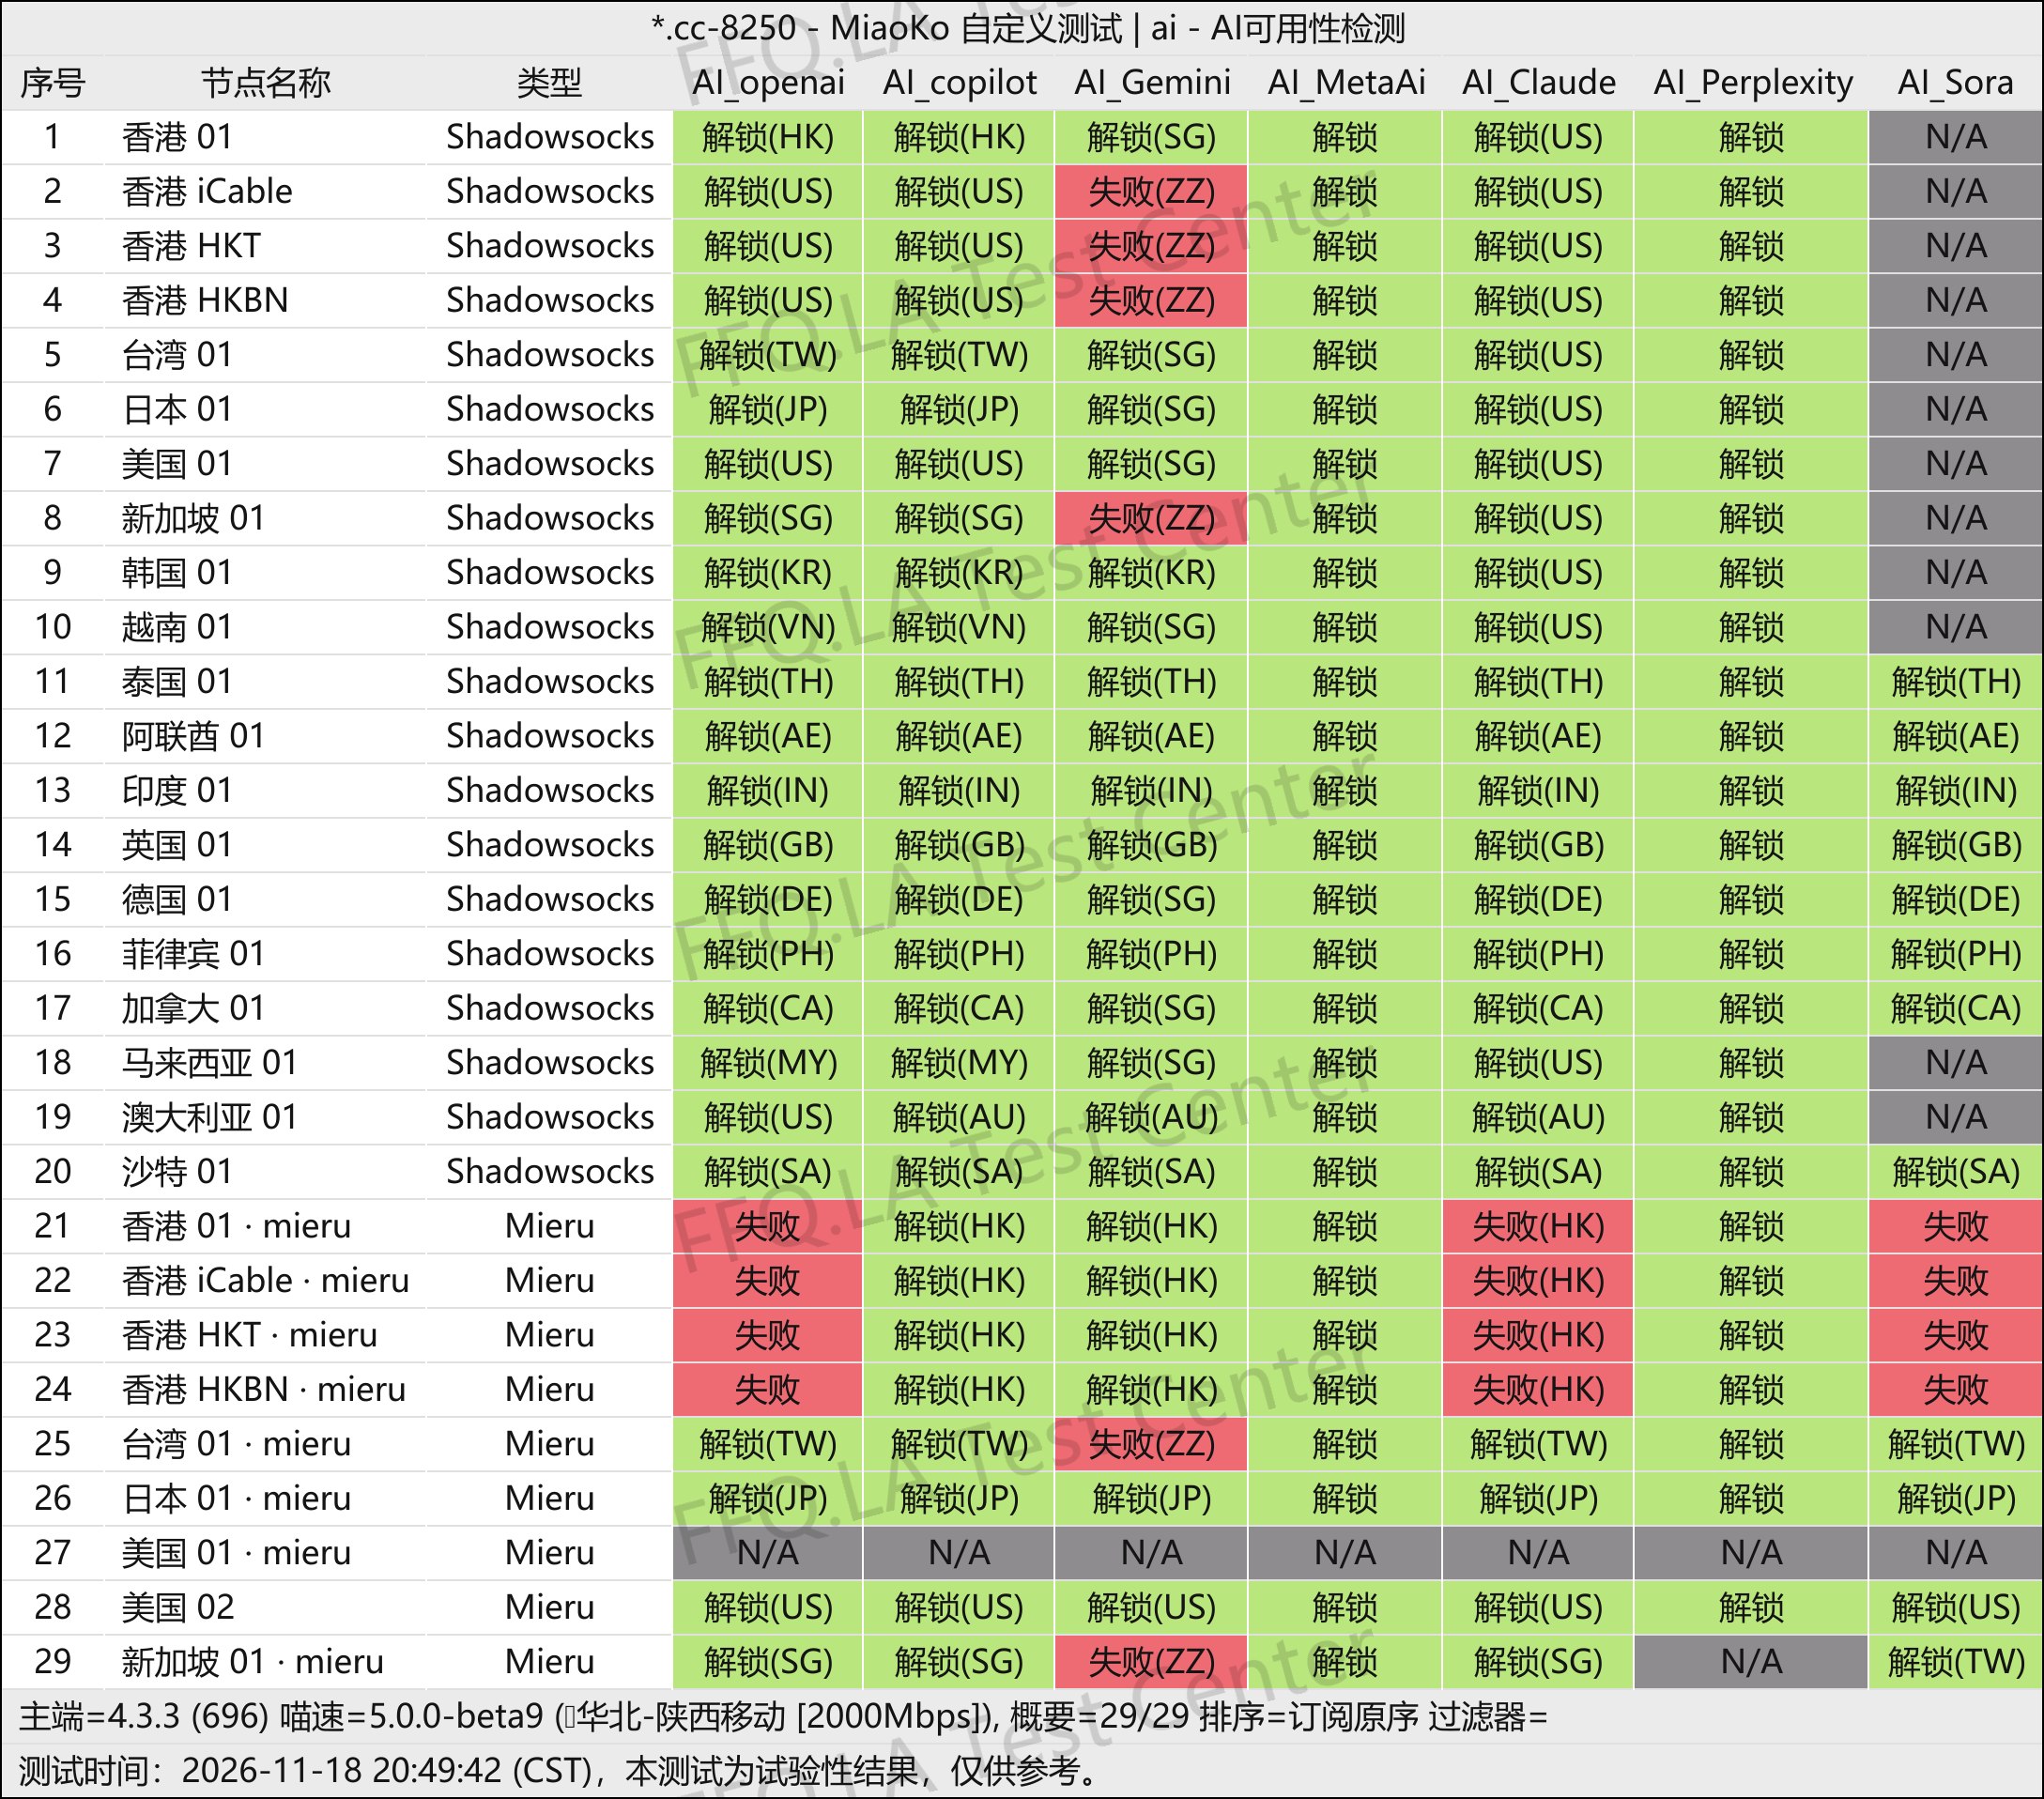 *.cc-8250 - MiaoKo 自定义测试 | ai - AI可用性检测
序号 节点名称 类型 AI_openai AI_copilot AI_Gemini AI_MetaAi AI_Claude AI_Perplexity AI_Sora
1 香港 01 Shadowsocks 解锁(HK) 解锁(HK) 解锁(SG) 解锁 解锁(US) 解锁 N/A
2 香港 iCable Shadowsocks 解锁(US) 解锁(US) 失败(ZZ) 解锁 解锁(US) 解锁 N/A
3 香港 HKT Shadowsocks 解锁(US) 解锁(US) 失败(ZZ) 解锁 解锁(US) 解锁 N/A
4 香港 HKBN Shadowsocks 解锁(US) 解锁(US) 失败(ZZ) 解锁 解锁(US) 解锁 N/A
5 台湾 01 Shadowsocks 解锁(TW) 解锁(TW) 解锁(SG) 解锁 解锁(US) 解锁 N/A
6 日本 01 Shadowsocks 解锁(JP) 解锁(JP) 解锁(SG) 解锁 解锁(US) 解锁 N/A
7 美国 01 Shadowsocks 解锁(US) 解锁(US) 解锁(SG) 解锁 解锁(US) 解锁 N/A
8 新加坡 01 Shadowsocks 解锁(SG) 解锁(SG) 失败(ZZ) 解锁 解锁(US) 解锁 N/A
9 韩国 01 Shadowsocks 解锁(KR) 解锁(KR) 解锁(KR) 解锁 解锁(US) 解锁 N/A
10 越南 01 Shadowsocks 解锁(VN) 解锁(VN) 解锁(SG) 解锁 解锁(US) 解锁 N/A
11 泰国 01 Shadowsocks 解锁(TH) 解锁(TH) 解锁(TH) 解锁 解锁(TH) 解锁 解锁(TH)
12 阿联酋 01 Shadowsocks 解锁(AE) 解锁(AE) 解锁(AE) 解锁 解锁(AE) 解锁 解锁(AE)
13 印度 01 Shadowsocks 解锁(IN) 解锁(IN) 解锁(IN) 解锁 解锁(IN) 解锁 解锁(IN)
14 英国 01 Shadowsocks 解锁(GB) 解锁(GB) 解锁(GB) 解锁 解锁(GB) 解锁 解锁(GB)
15 德国 01 Shadowsocks 解锁(DE) 解锁(DE) 解锁(SG) 解锁 解锁(DE) 解锁 解锁(DE)
16 菲律宾 01 Shadowsocks 解锁(PH) 解锁(PH) 解锁(PH) 解锁 解锁(PH) 解锁 解锁(PH)
17 加拿大 01 Shadowsocks 解锁(CA) 解锁(CA) 解锁(SG) 解锁 解锁(CA) 解锁 解锁(CA)
18 马来西亚 01 Shadowsocks 解锁(MY) 解锁(MY) 解锁(SG) 解锁 解锁(US) 解锁 N/A
19 澳大利亚 01 Shadowsocks 解锁(US) 解锁(AU) 解锁(AU) 解锁 解锁(AU) 解锁 N/A
20 沙特 01 Shadowsocks 解锁(SA) 解锁(SA) 解锁(SA) 解锁 解锁(SA) 解锁 解锁(SA)
21 香港 01 · mieru Mieru 失败 解锁(HK) 解锁(HK) 解锁 失败(HK) 解锁 失败
22 香港 iCable · mieru Mieru 失败 解锁(HK) 解锁(HK) 解锁 失败(HK) 解锁 失败
23 香港 HKT · mieru Mieru 失败 解锁(HK) 解锁(HK) 解锁 失败(HK) 解锁 失败
24 香港 HKBN · mieru Mieru 失败 解锁(HK) 解锁(HK) 解锁 失败(HK) 解锁 失败
25 台湾 01 · mieru Mieru 解锁(TW) 解锁(TW) 失败(ZZ) 解锁 解锁(TW) 解锁 解锁(TW)
26 日本 01 · mieru Mieru 解锁(JP) 解锁(JP) 解锁(JP) 解锁 解锁(JP) 解锁 解锁(JP)
27 美国 01 · mieru Mieru N/A N/A N/A N/A N/A N/A N/A
28 美国 02 Mieru 解锁(US) 解锁(US) 解锁(US) 解锁 解锁(US) 解锁 解锁(US)
29 新加坡 01 · mieru Mieru 解锁(SG) 解锁(SG) 失败(ZZ) 解锁 解锁(SG) N/A 解锁(TW)
主端=4.3.3 (696) 喵速=5.0.0-beta9 (华北-陕西移动 [2000Mbps]), 概要=29/29 排序=订阅原序 过滤器=
测试时间：2026-11-18 20:49:42 (CST)，本测试为试验性结果，仅供参考。
FFQ.LA Test Center
FFQ.LA Test Center
FFQ.LA Test Center
FFQ.LA Test Center
FFQ.LA Test Center
FFQ.LA Test Center
FFQ.LA Test Center